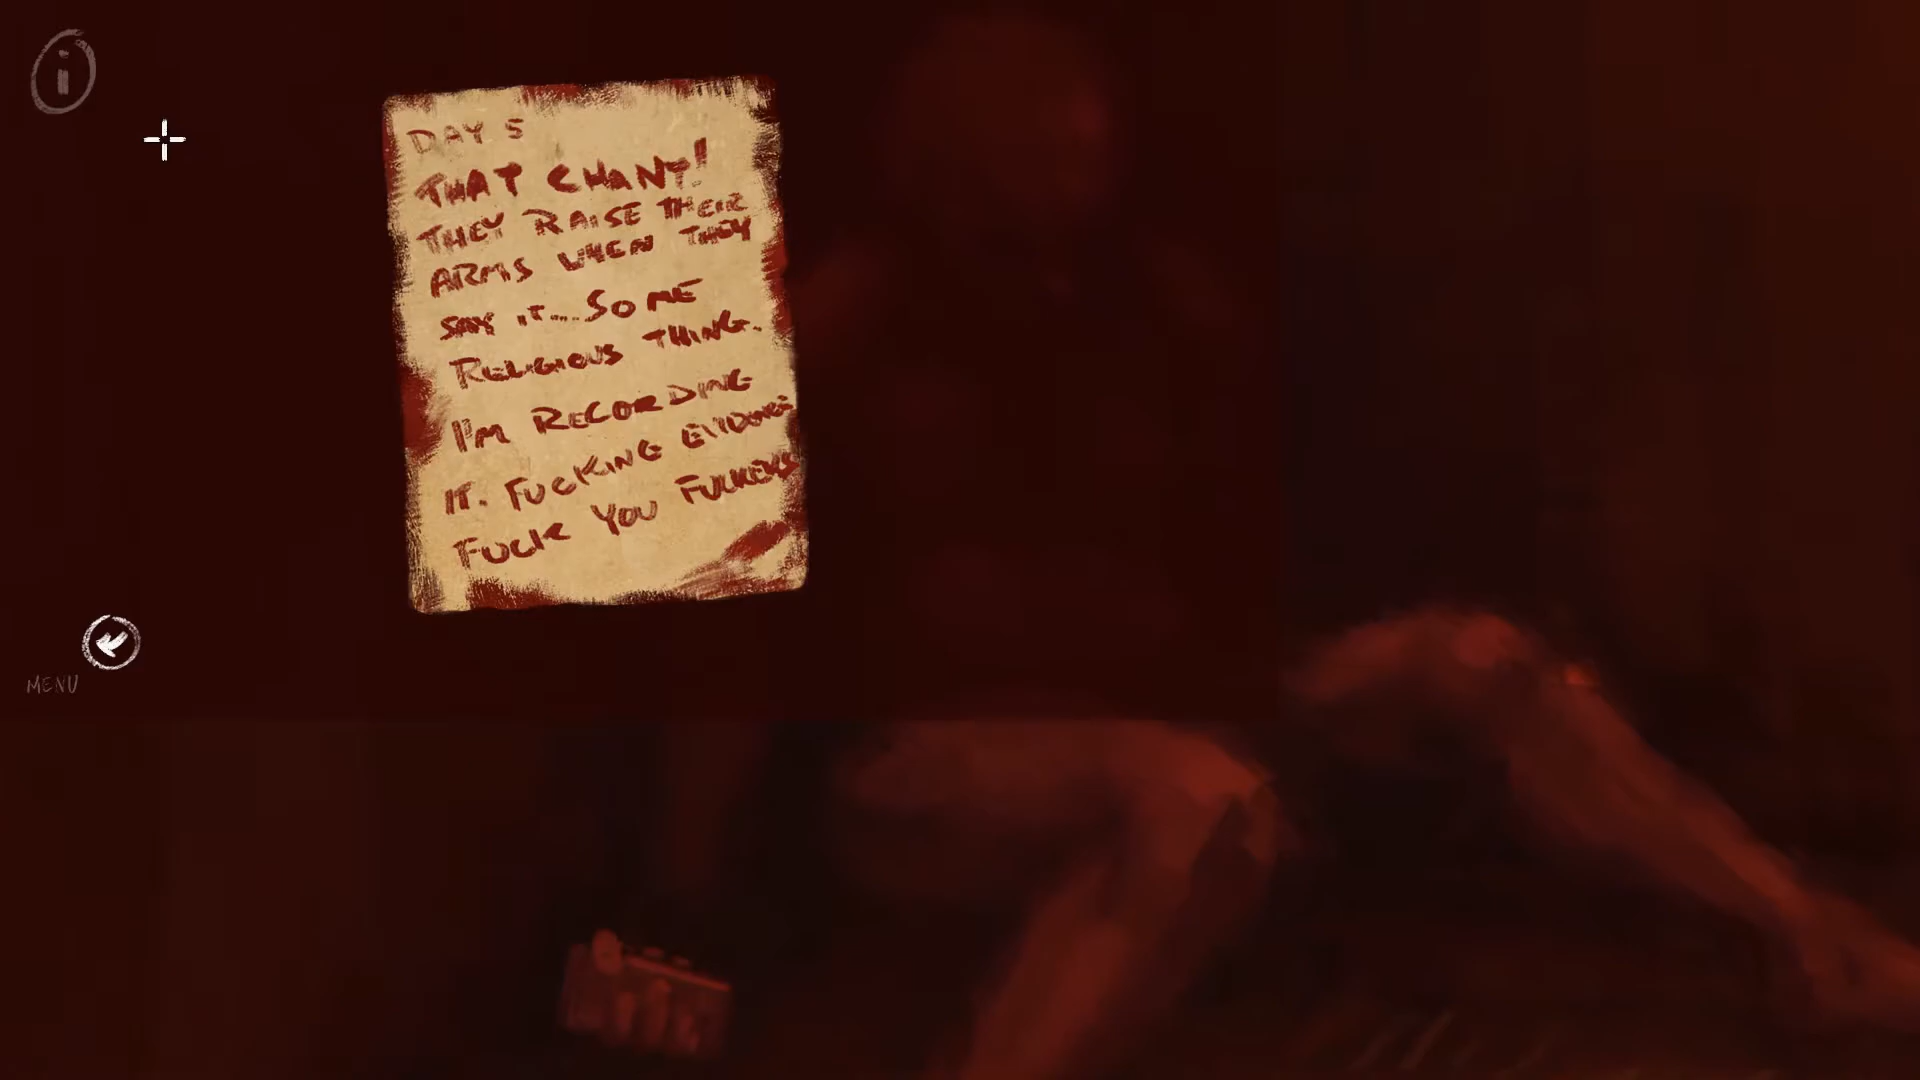 DAY 5
THAT CHANT!
THEY RAISE THEIR
ARMS WHEN THEY
SAY IT... SOME
RELIGIOUS THING.
I'M RECORDING
IT. FUCKING EVIDENCE
FUCK YOU FUCKERS
MENU